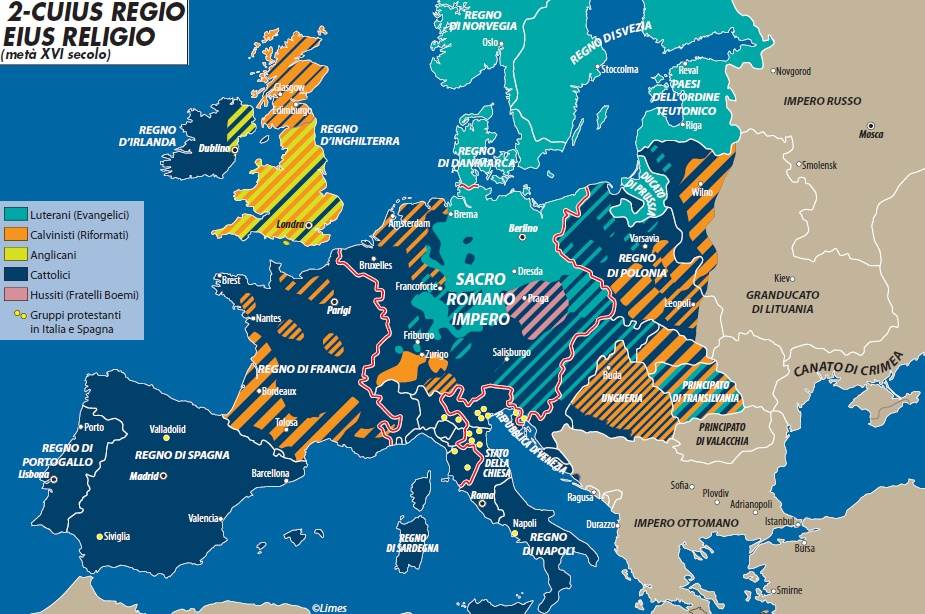 2-CUIUS REGIO
EIUS RELIGIO
(metà XVI secolo)
REGNO
DI NORVEGIA
Oslo
REGNO DI SVEZIA
Stoccolma
Reval
PAESI
DELL'ORDINE
TEUTONICO
Riga
Novgorod
IMPERO RUSSO
Mosca
Smolensk
Glasgow
Edimburgo
REGNO
D'IRLANDA
Dublino
REGNO
D'INGHILTERRA
Londra
REGNO
DI DANIMARCA
DUCATO
DI PRUSSIA
Wilno
Luterani (Evangelici)
Calvinisti (Riformati)
Anglicani
Cattolici
Hussiti (Fratelli Boemi)
Gruppi protestanti
in Italia e Spagna
Amsterdam
Brema
Berlino
Varsavia
REGNO
DI POLONIA
Bruxelles
Dresda
Francoforte
SACRO
ROMANO
IMPERO
Praga
Leopoli
Kiev
GRANDUCATO
DI LITUANIA
Brest
Parigi
Nantes
Friburgo
Zurigo
Salisburgo
REGNO DI FRANCIA
Bordeaux
Tolosa
Buda
UNGHERIA
PRINCIPATO
DI TRANSILVANIA
PRINCIPATO
DI VALACCHIA
CANATO DI CRIMEA
Porto
REGNO DI
PORTOGALLO
Lisbona
Valladolid
REGNO DI SPAGNA
Madrid
Barcellona
Valencia
Siviglia
REPUBBLICA DI VENEZIA
STATO
DELLA
CHIESA
Roma
Ragusa
Durazzo
Napoli
REGNO
DI NAPOLI
REGNO
DI SARDEGNA
Sofia
Plovdiv
Adrianopoli
IMPERO OTTOMANO
Istanbul
Bursa
Smirne
©Limes